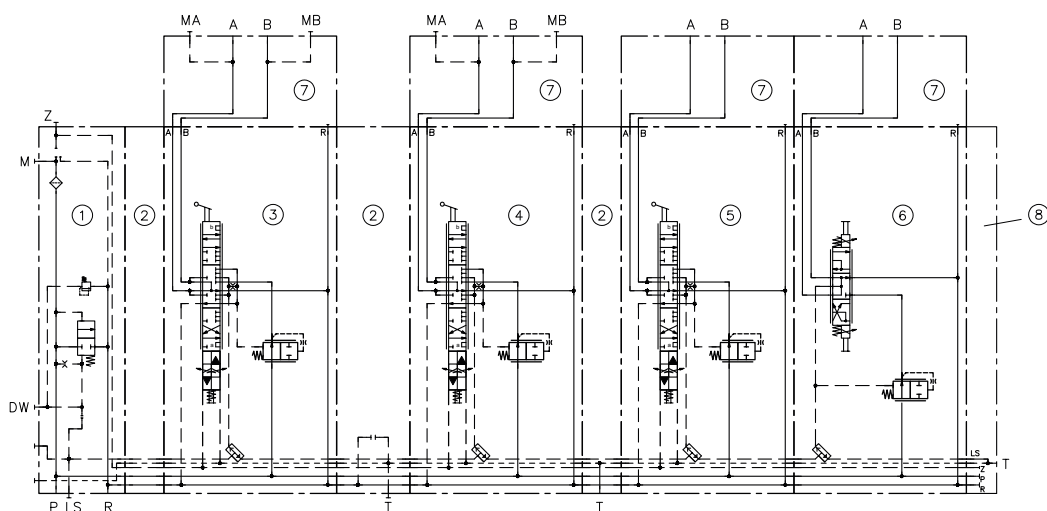 MA A B MB MA A B MB A B A B
7 7 7 7
Z
A B R A B R A B R A B R
M
1 2 3 2 4 2 5 6 8
b b b
a a a
X
DW
LS
T
Z
P
R
P LS R T T